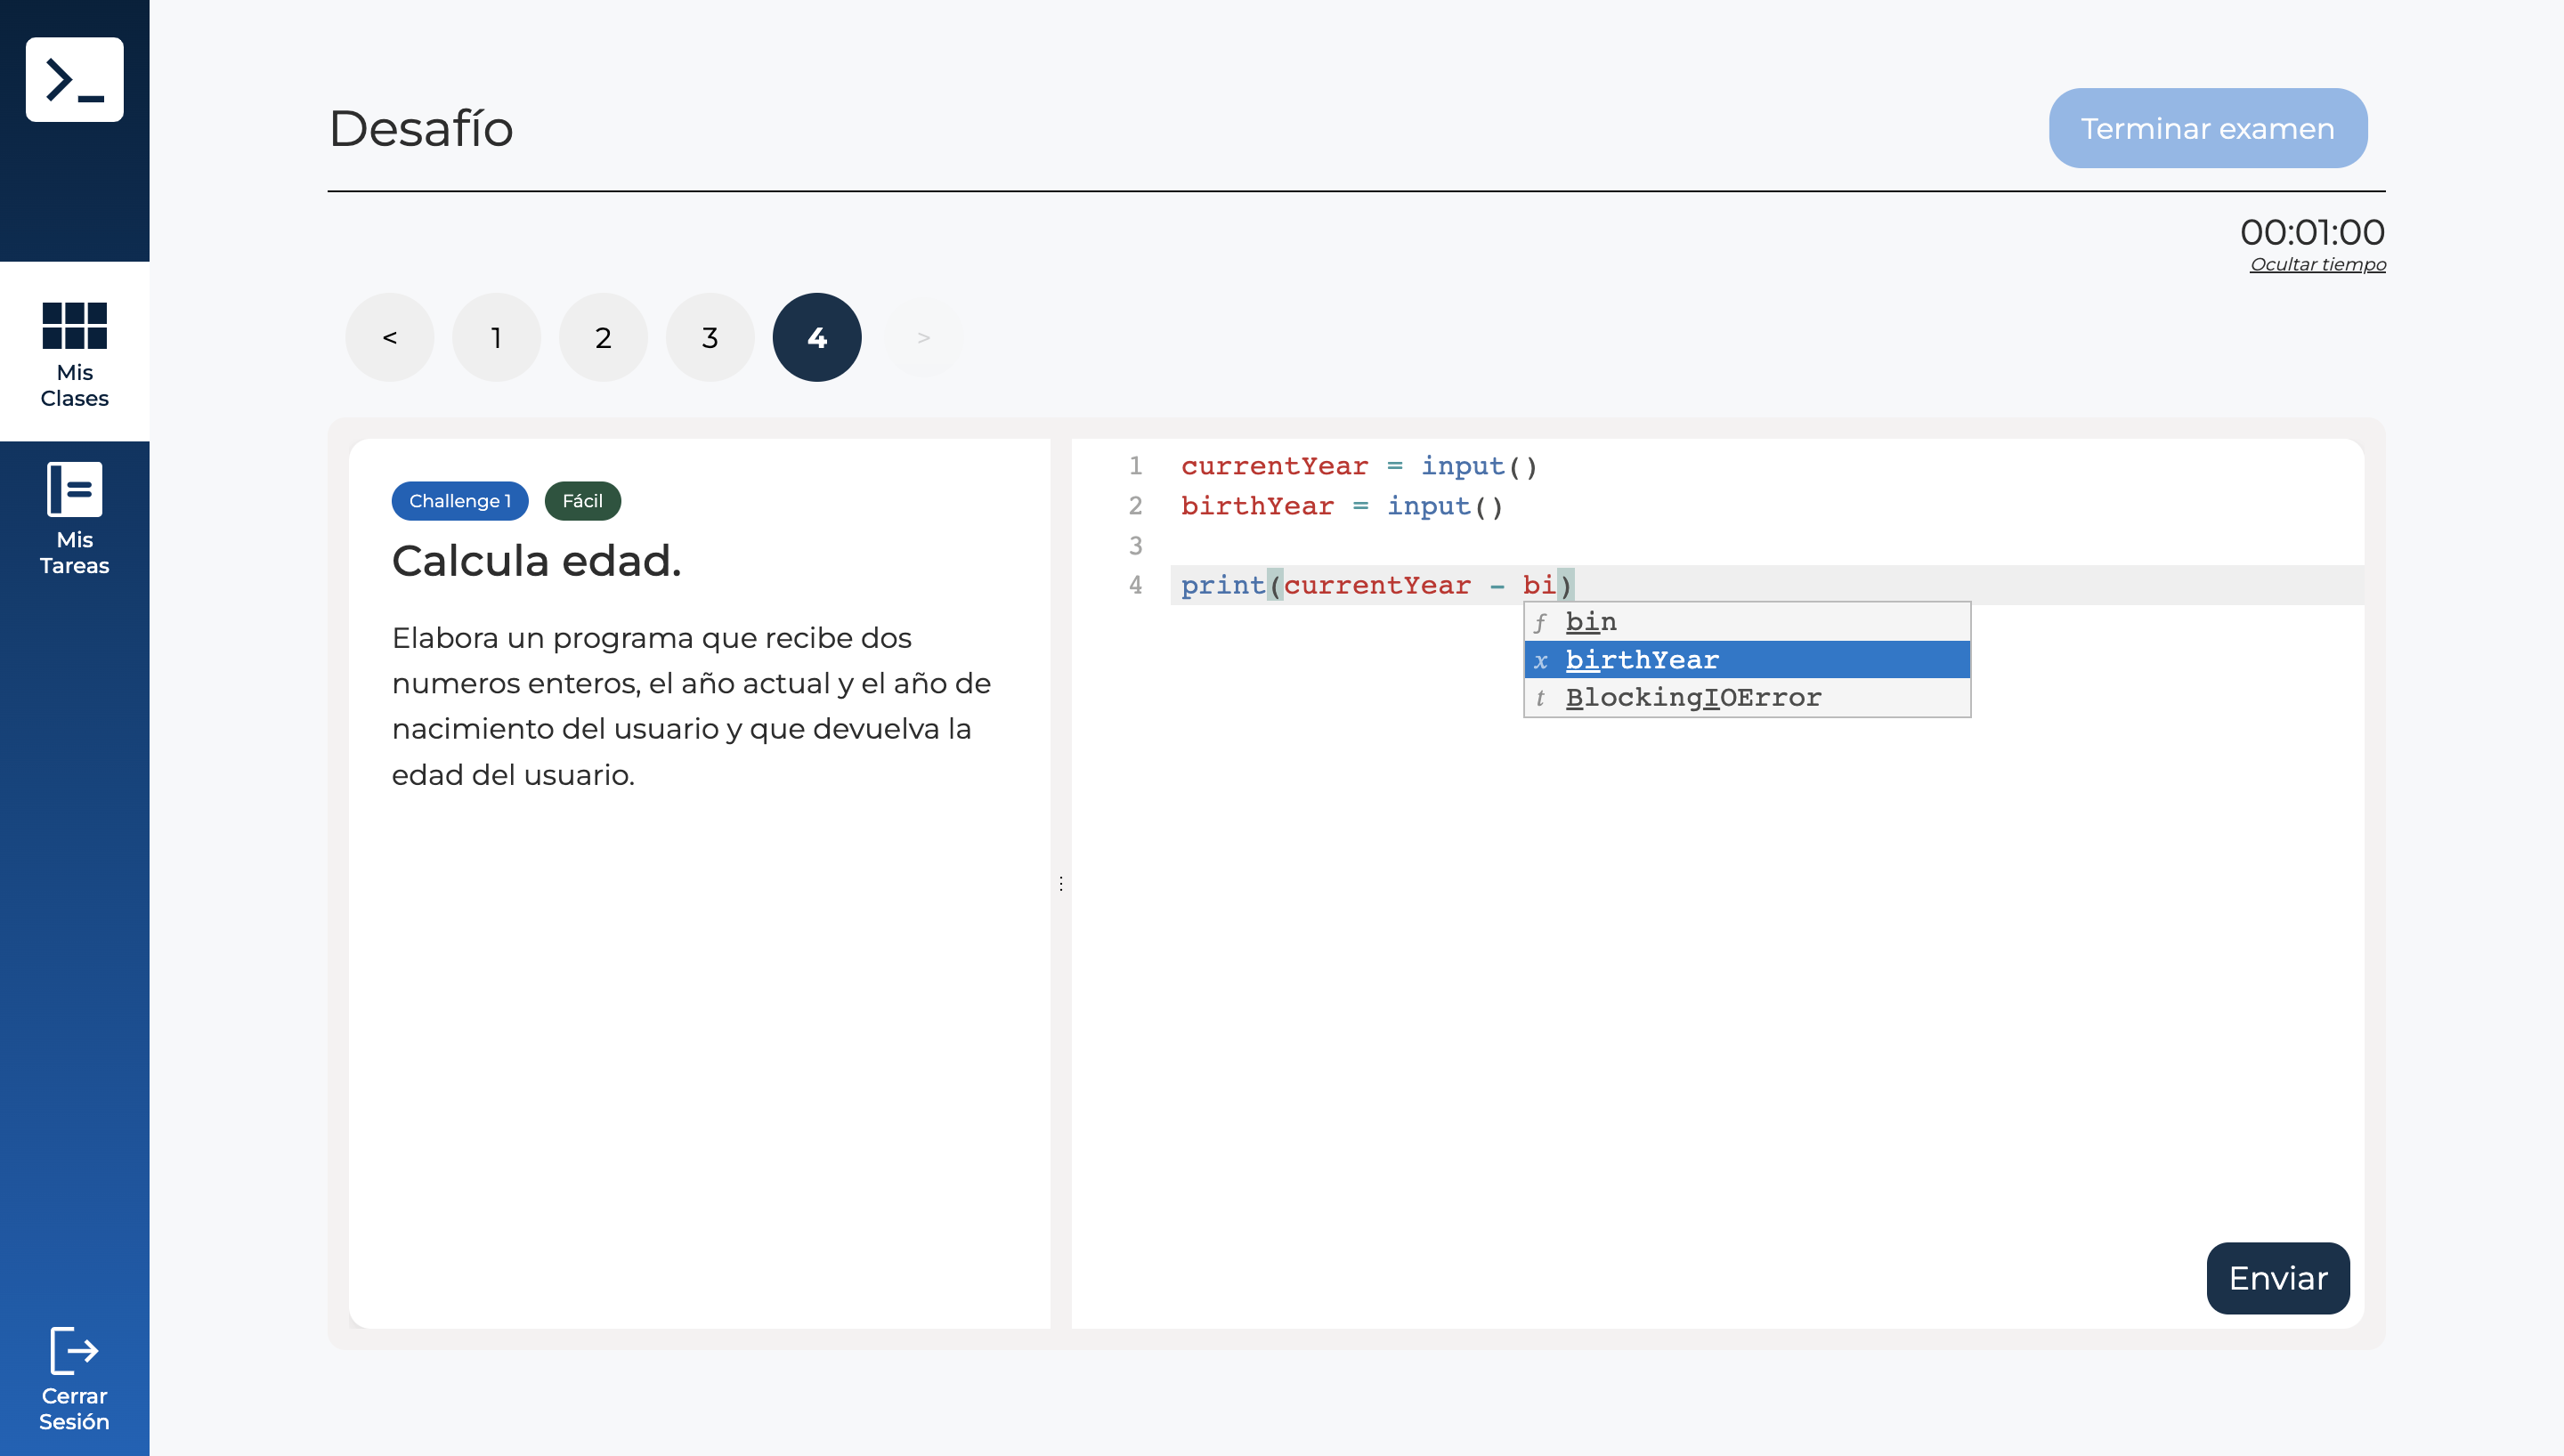 >_
Desafío
Terminar examen
00:01:00
Ocultar tiempo
< 1 2 3 4 >
Mis
Clases
Mis
Tareas
Challenge 1 Fácil
Calcula edad.
Elabora un programa que recibe dos
numeros enteros, el año actual y el año de
nacimiento del usuario y que devuelva la
edad del usuario.
1 currentYear = input()
2 birthYear = input()
3
4 print(currentYear - bi)
f bin
x birthYear
t BlockingIOError
Enviar
Cerrar
Sesión